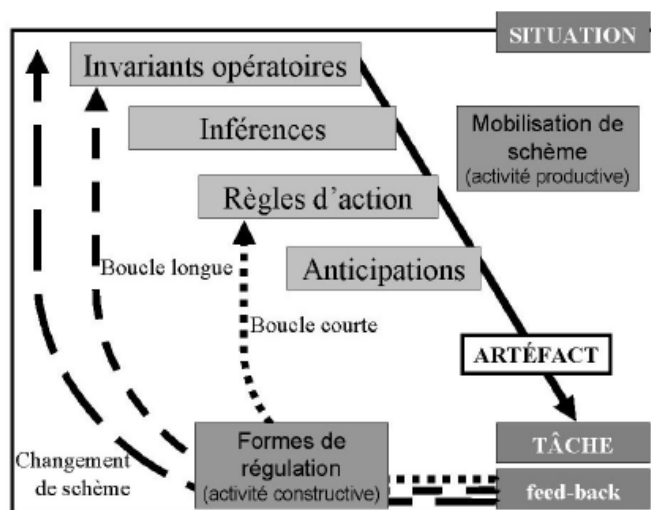 SITUATION
Invariants opératoires
Inférences
Mobilisation de
schème
(activité productive)
Règles d'action
Boucle longue
Anticipations
Boucle courte
ARTÉFACT
Formes de
régulation
(activité constructive)
TÂCHE
Changement
de schème
feed-back